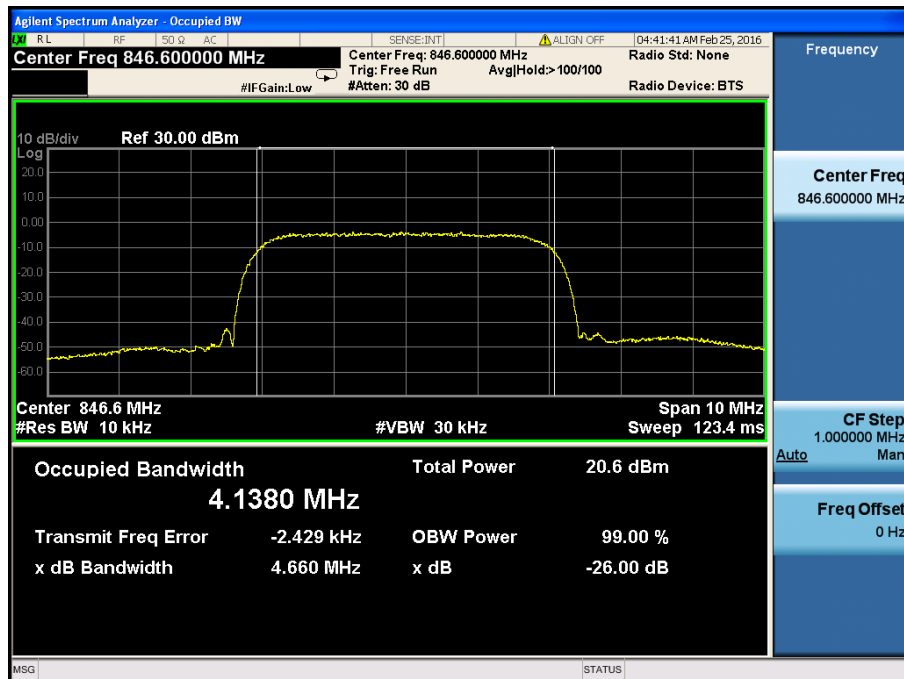 Agilent Spectrum Analyzer - Occupied BW
LXI RL RF 50 Ω AC SENSE:INT ALIGN OFF 04:41:41 AM Feb 25, 2016
Center Freq 846.600000 MHz
Center Freq: 846.600000 MHz
Radio Std: None
Trig: Free Run Avg|Hold:>100/100
#IFGain:Low #Atten: 30 dB Radio Device: BTS
10 dB/div Ref 30.00 dBm
Log
20.0
10.0
0.00
-10.0
-20.0
-30.0
-40.0
-50.0
-60.0
Center 846.6 MHz Span 10 MHz
#Res BW 10 kHz #VBW 30 kHz Sweep 123.4 ms
Occupied Bandwidth Total Power 20.6 dBm
4.1380 MHz
Transmit Freq Error -2.429 kHz OBW Power 99.00 %
x dB Bandwidth 4.660 MHz x dB -26.00 dB
MSG STATUS
Frequency
Center Freq
846.600000 MHz
CF Step
1.000000 MHz
Auto Man
Freq Offset
0 Hz